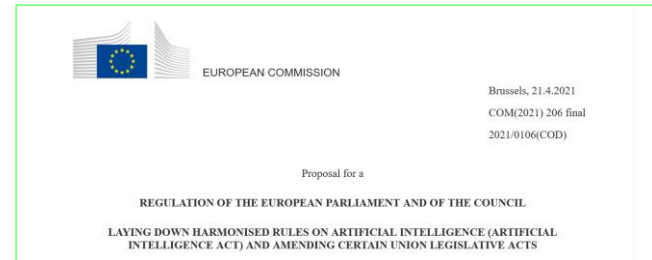 EUROPEAN COMMISSION
Brussels, 21.4.2021
COM(2021) 206 final
2021/0106(COD)
Proposal for a
REGULATION OF THE EUROPEAN PARLIAMENT AND OF THE COUNCIL
LAYING DOWN HARMONISED RULES ON ARTIFICIAL INTELLIGENCE (ARTIFICIAL
INTELLIGENCE ACT) AND AMENDING CERTAIN UNION LEGISLATIVE ACTS